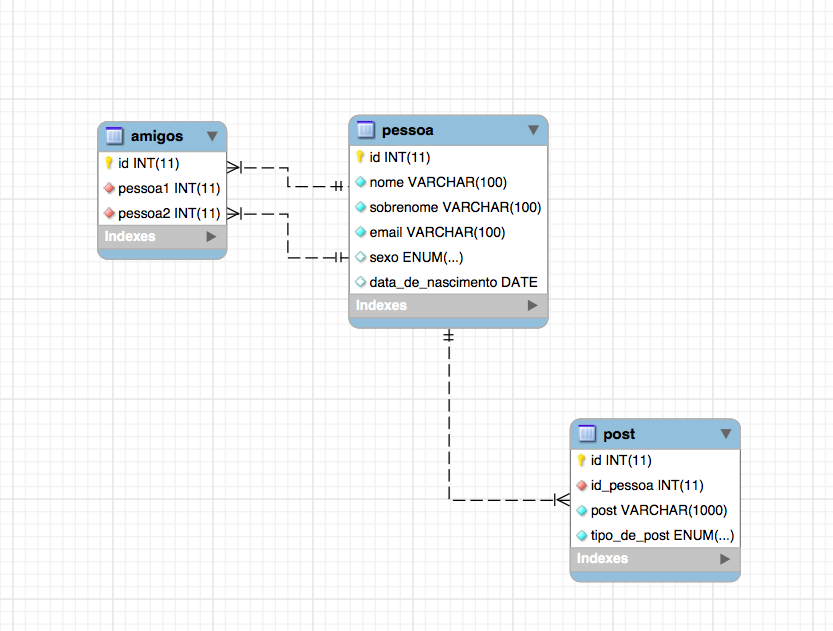 amigos
id INT(11)
pessoa1 INT(11)
pessoa2 INT(11)
Indexes
pessoa
id INT(11)
nome VARCHAR(100)
sobrenome VARCHAR(100)
email VARCHAR(100)
sexo ENUM(...)
data_de_nascimento DATE
Indexes
post
id INT(11)
id_pessoa INT(11)
post VARCHAR(1000)
tipo_de_post ENUM(...)
Indexes